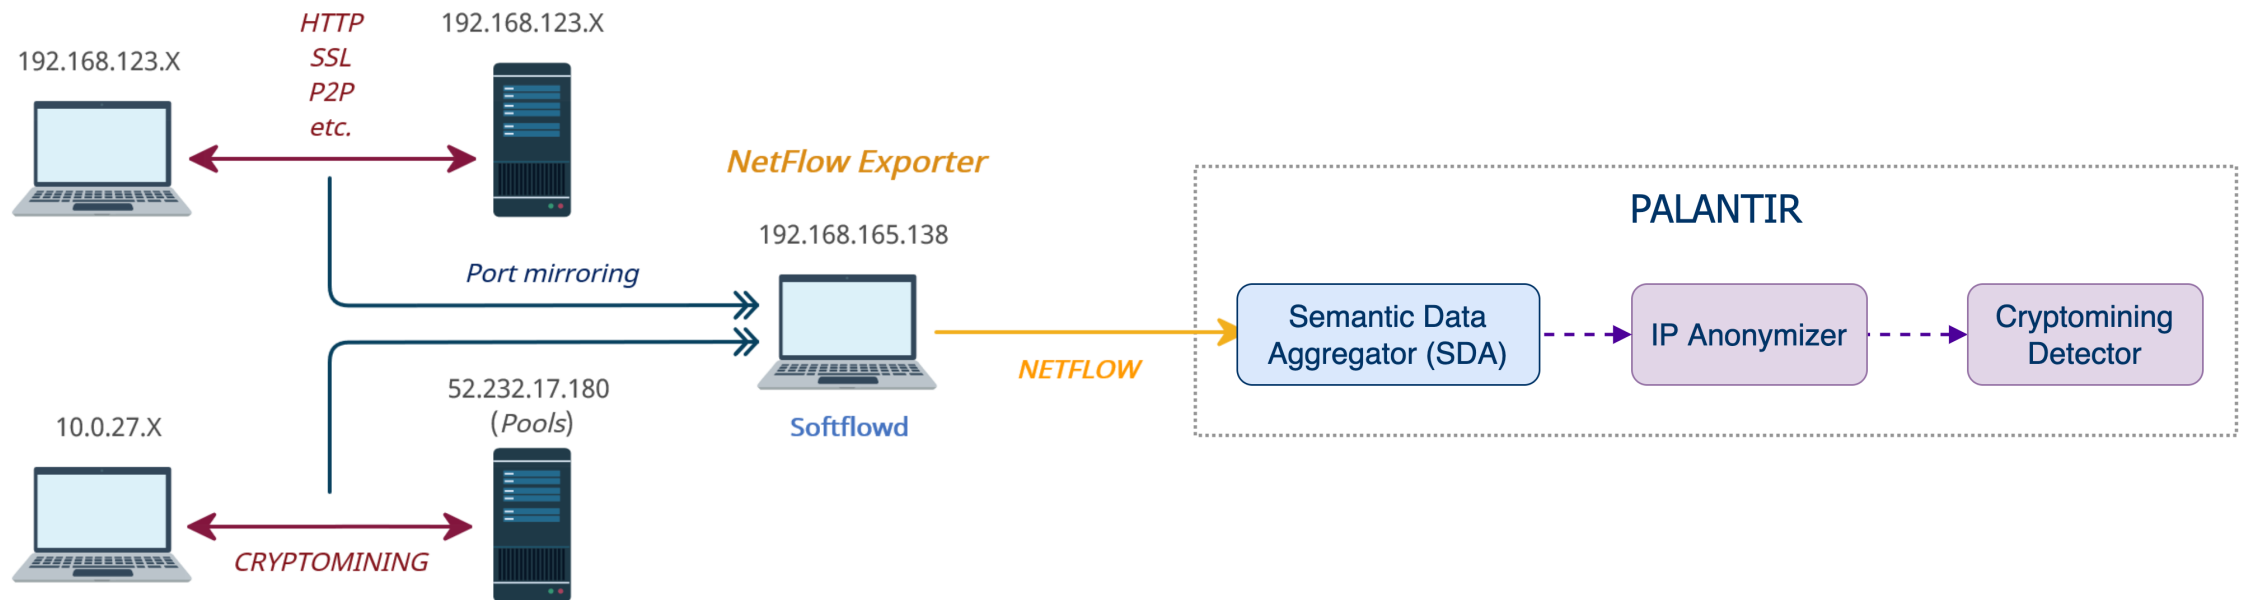 192.168.123.X
HTTP
SSL
P2P
etc.
192.168.123.X
NetFlow Exporter
192.168.165.138
Port mirroring
Softflowd
NETFLOW
10.0.27.X
52.232.17.180
(Pools)
CRYPTOMINING
PALANTIR
Semantic Data
Aggregator (SDA)
IP Anonymizer
Cryptomining
Detector